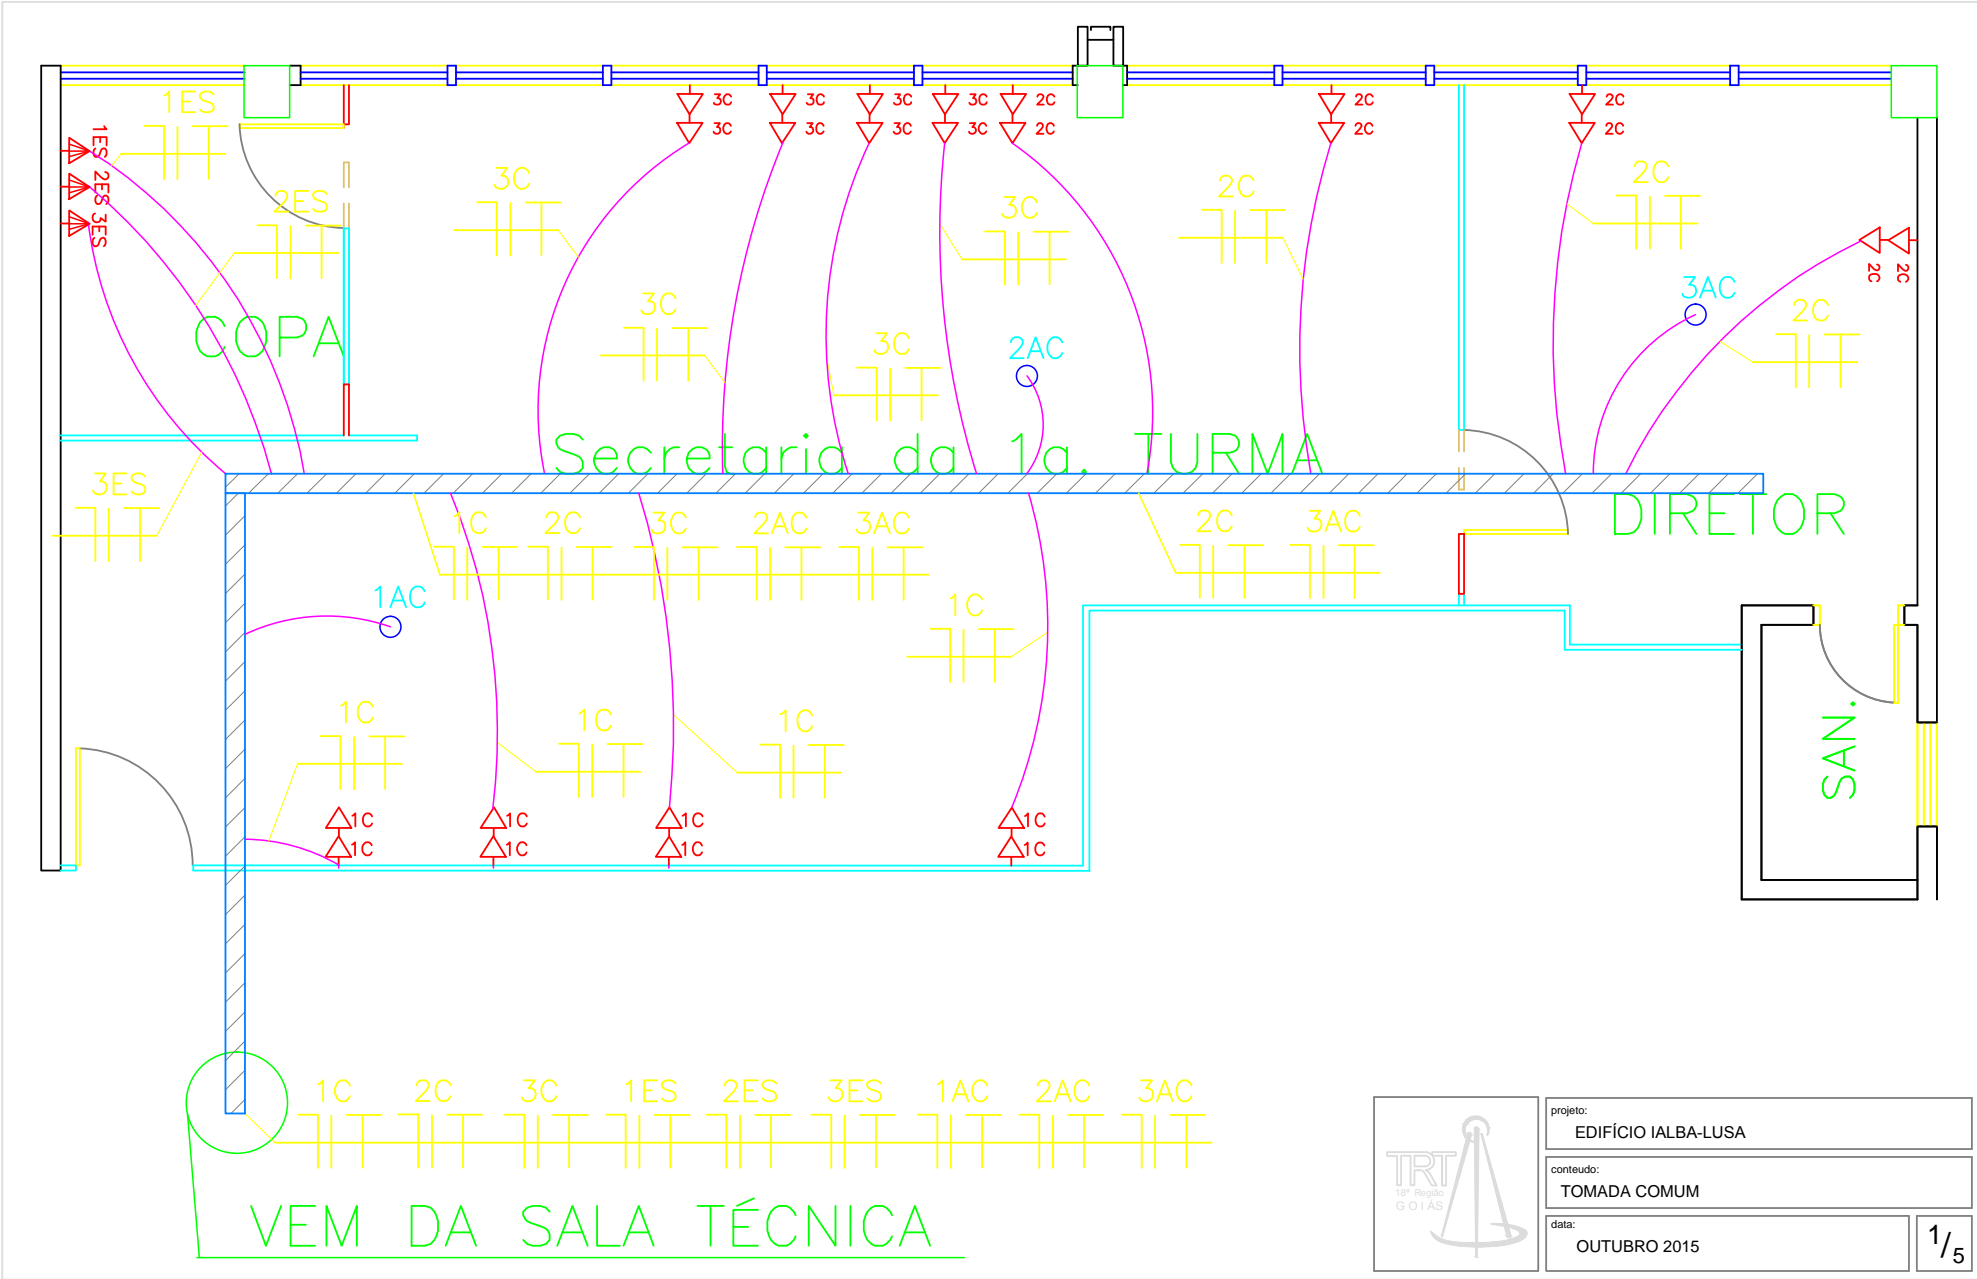 1ES
3C 3C 3C 3C 2C 2C 2C
3C 3C 3C 3C 2C 2C 2C
1ES
2ES
3ES
2ES
3C
3C
2C
2C
2C 2C
3AC
2C
3C
3C
2AC
COPA
Secretaria da 1a. TURMA
3ES
DIRETOR
1C 2C 3C 2AC 3AC
2C 3AC
1AC
1C
1C
1C
1C
SAN.
1C 1C 1C 1C
1C 1C 1C 1C
1C 2C 3C 1ES 2ES 3ES 1AC 2AC 3AC
VEM DA SALA TÉCNICA
TRT
18ª Região
GOIÁS
projeto:
EDIFÍCIO IALBA-LUSA
conteudo:
TOMADA COMUM
data:
OUTUBRO 2015
1/5